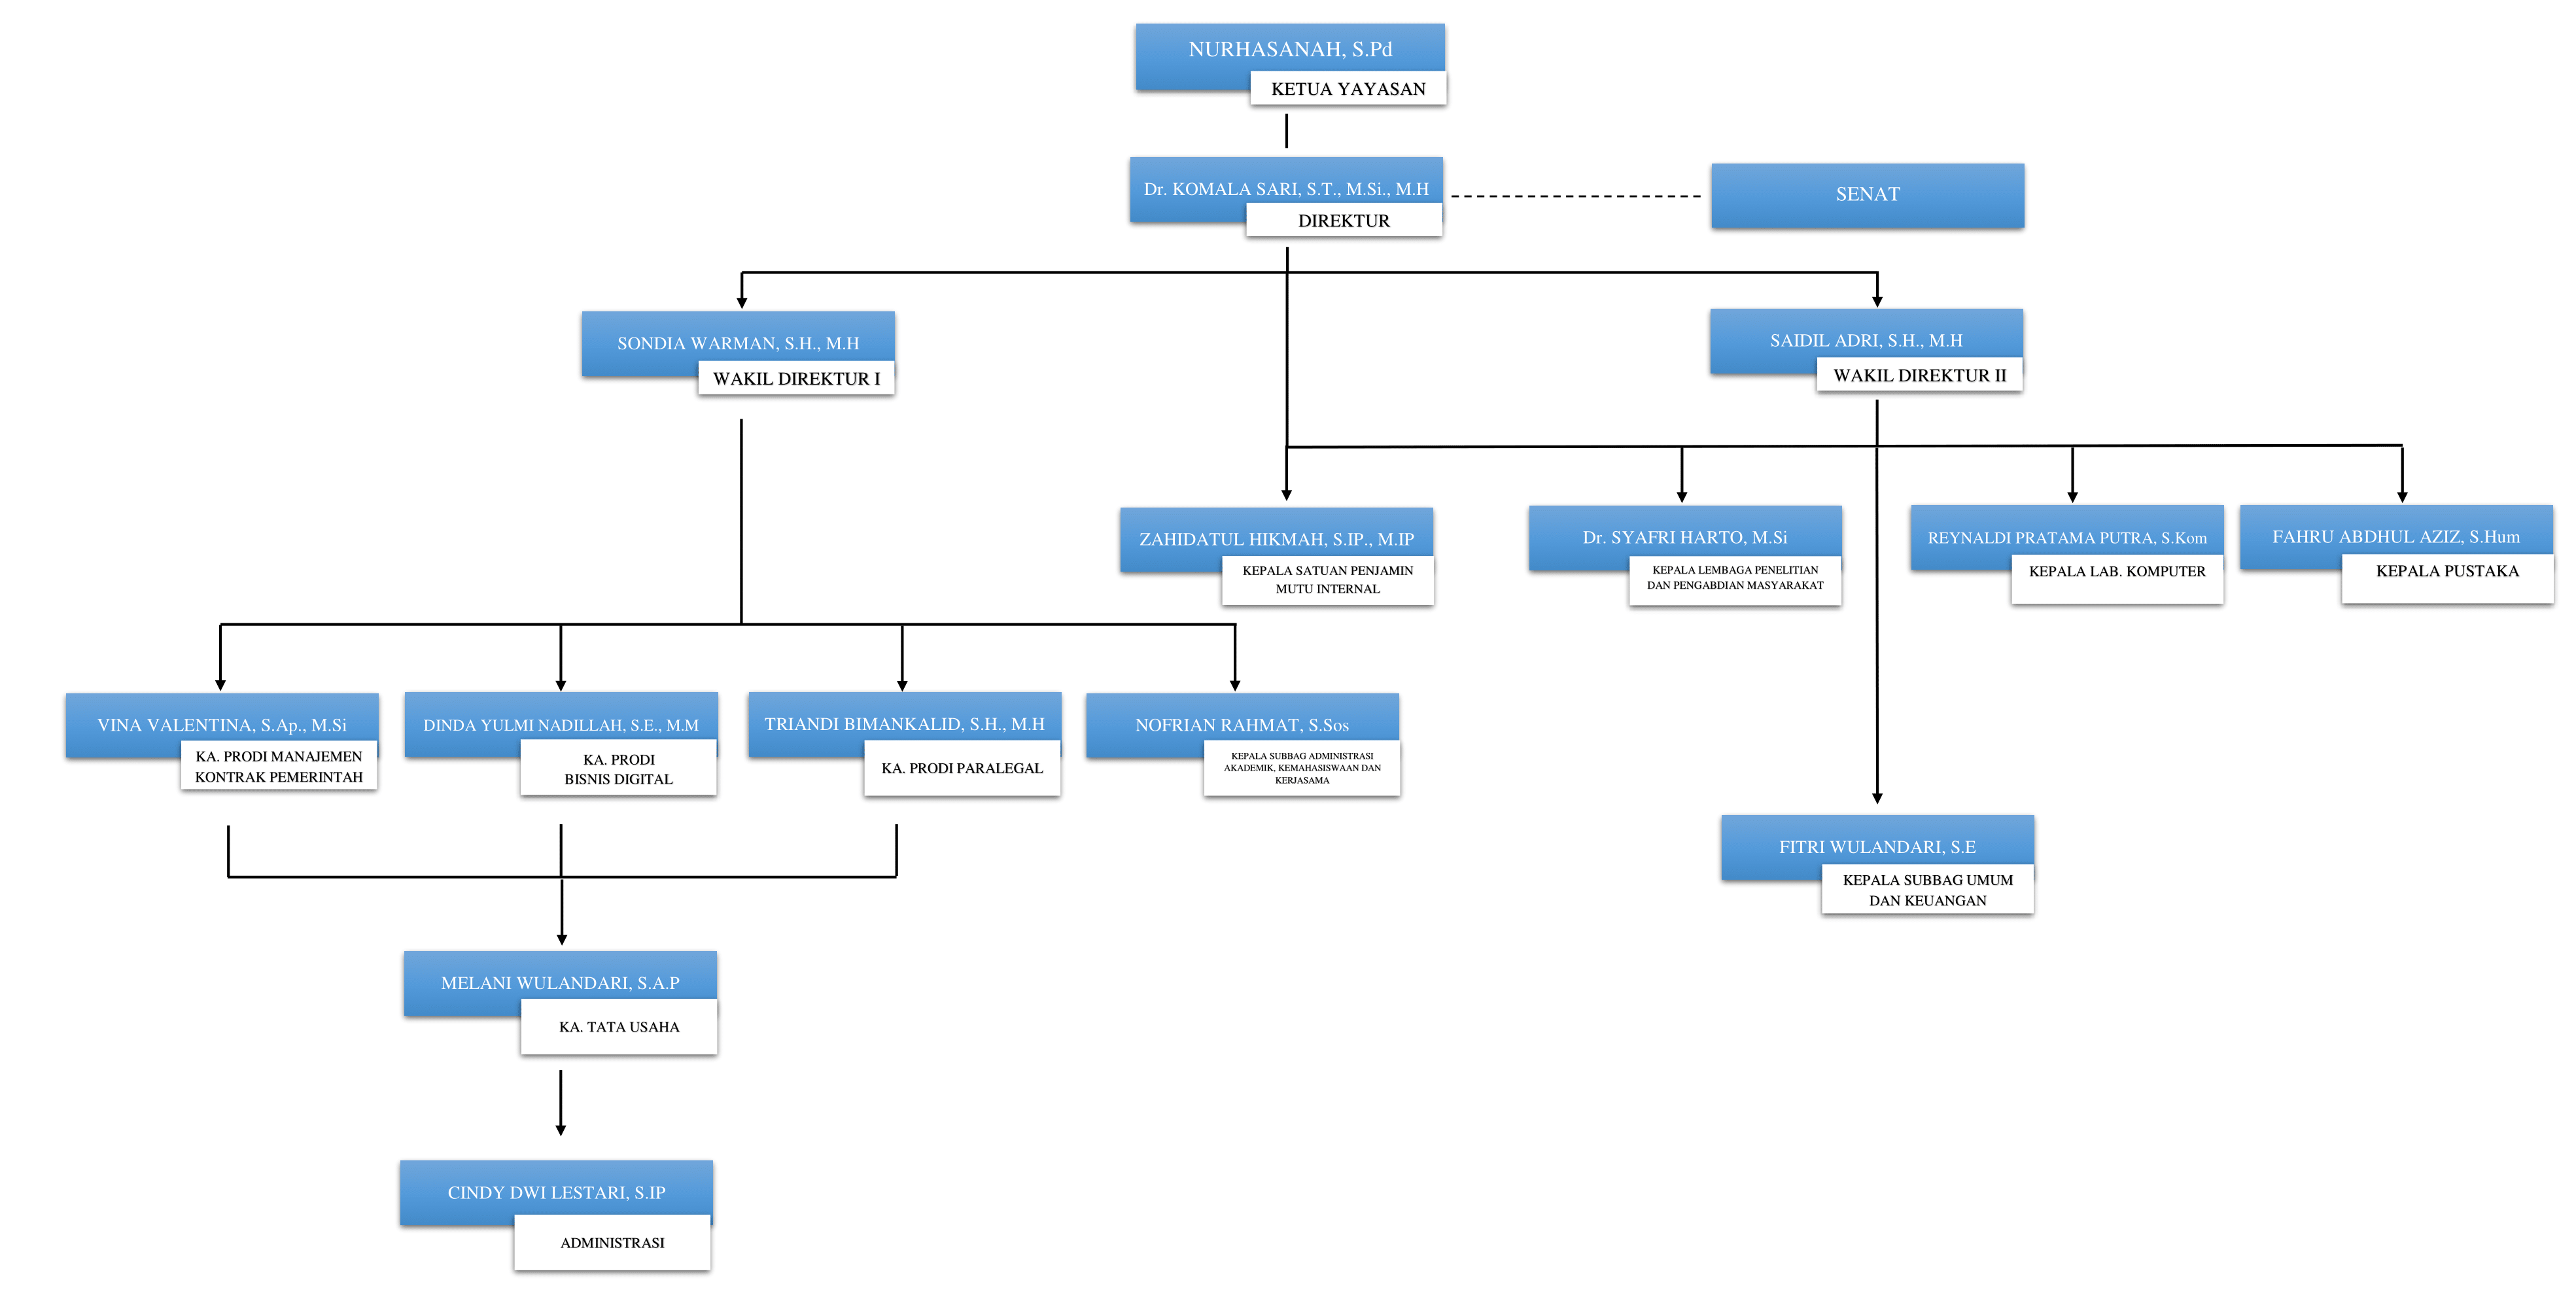 NURHASANAH, S.Pd
KETUA YAYASAN
Dr. KOMALA SARI, S.T., M.Si., M.H
DIREKTUR
SENAT
SONDIA WARMAN, S.H., M.H
WAKIL DIREKTUR I
SAIDIL ADRI, S.H., M.H
WAKIL DIREKTUR II
ZAHIDATUL HIKMAH, S.IP., M.IP
KEPALA SATUAN PENJAMIN
MUTU INTERNAL
Dr. SYAFRI HARTO, M.Si
KEPALA LEMBAGA PENELITIAN
DAN PENGABDIAN MASYARAKAT
REYNALDI PRATAMA PUTRA, S.Kom
KEPALA LAB. KOMPUTER
FAHRU ABDHUL AZIZ, S.Hum
KEPALA PUSTAKA
VINA VALENTINA, S.Ap., M.Si
KA. PRODI MANAJEMEN
KONTRAK PEMERINTAH
DINDA YULMI NADILLAH, S.E., M.M
KA. PRODI
BISNIS DIGITAL
TRIANDI BIMANKALID, S.H., M.H
KA. PRODI PARALEGAL
NOFRIAN RAHMAT, S.Sos
KEPALA SUBBAG ADMINISTRASI
AKADEMIK, KEMAHASISWAAN DAN
KERJASAMA
FITRI WULANDARI, S.E
KEPALA SUBBAG UMUM
DAN KEUANGAN
MELANI WULANDARI, S.A.P
KA. TATA USAHA
CINDY DWI LESTARI, S.IP
ADMINISTRASI